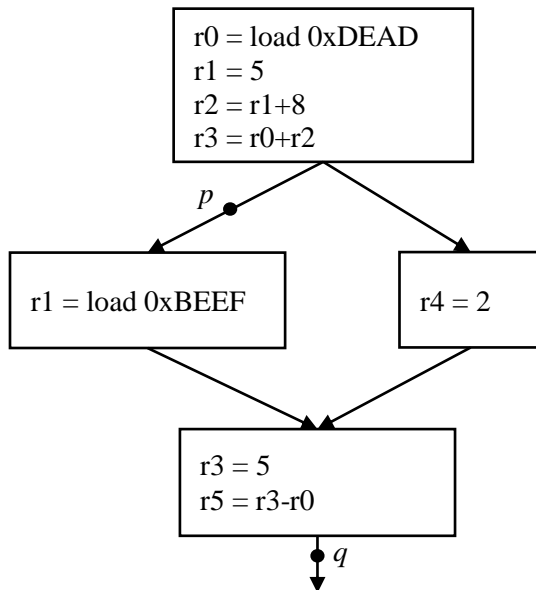 r0 = load 0xDEAD
r1 = 5
r2 = r1+8
r3 = r0+r2
p
r1 = load 0xBEEF
r4 = 2
r3 = 5
r5 = r3-r0
q